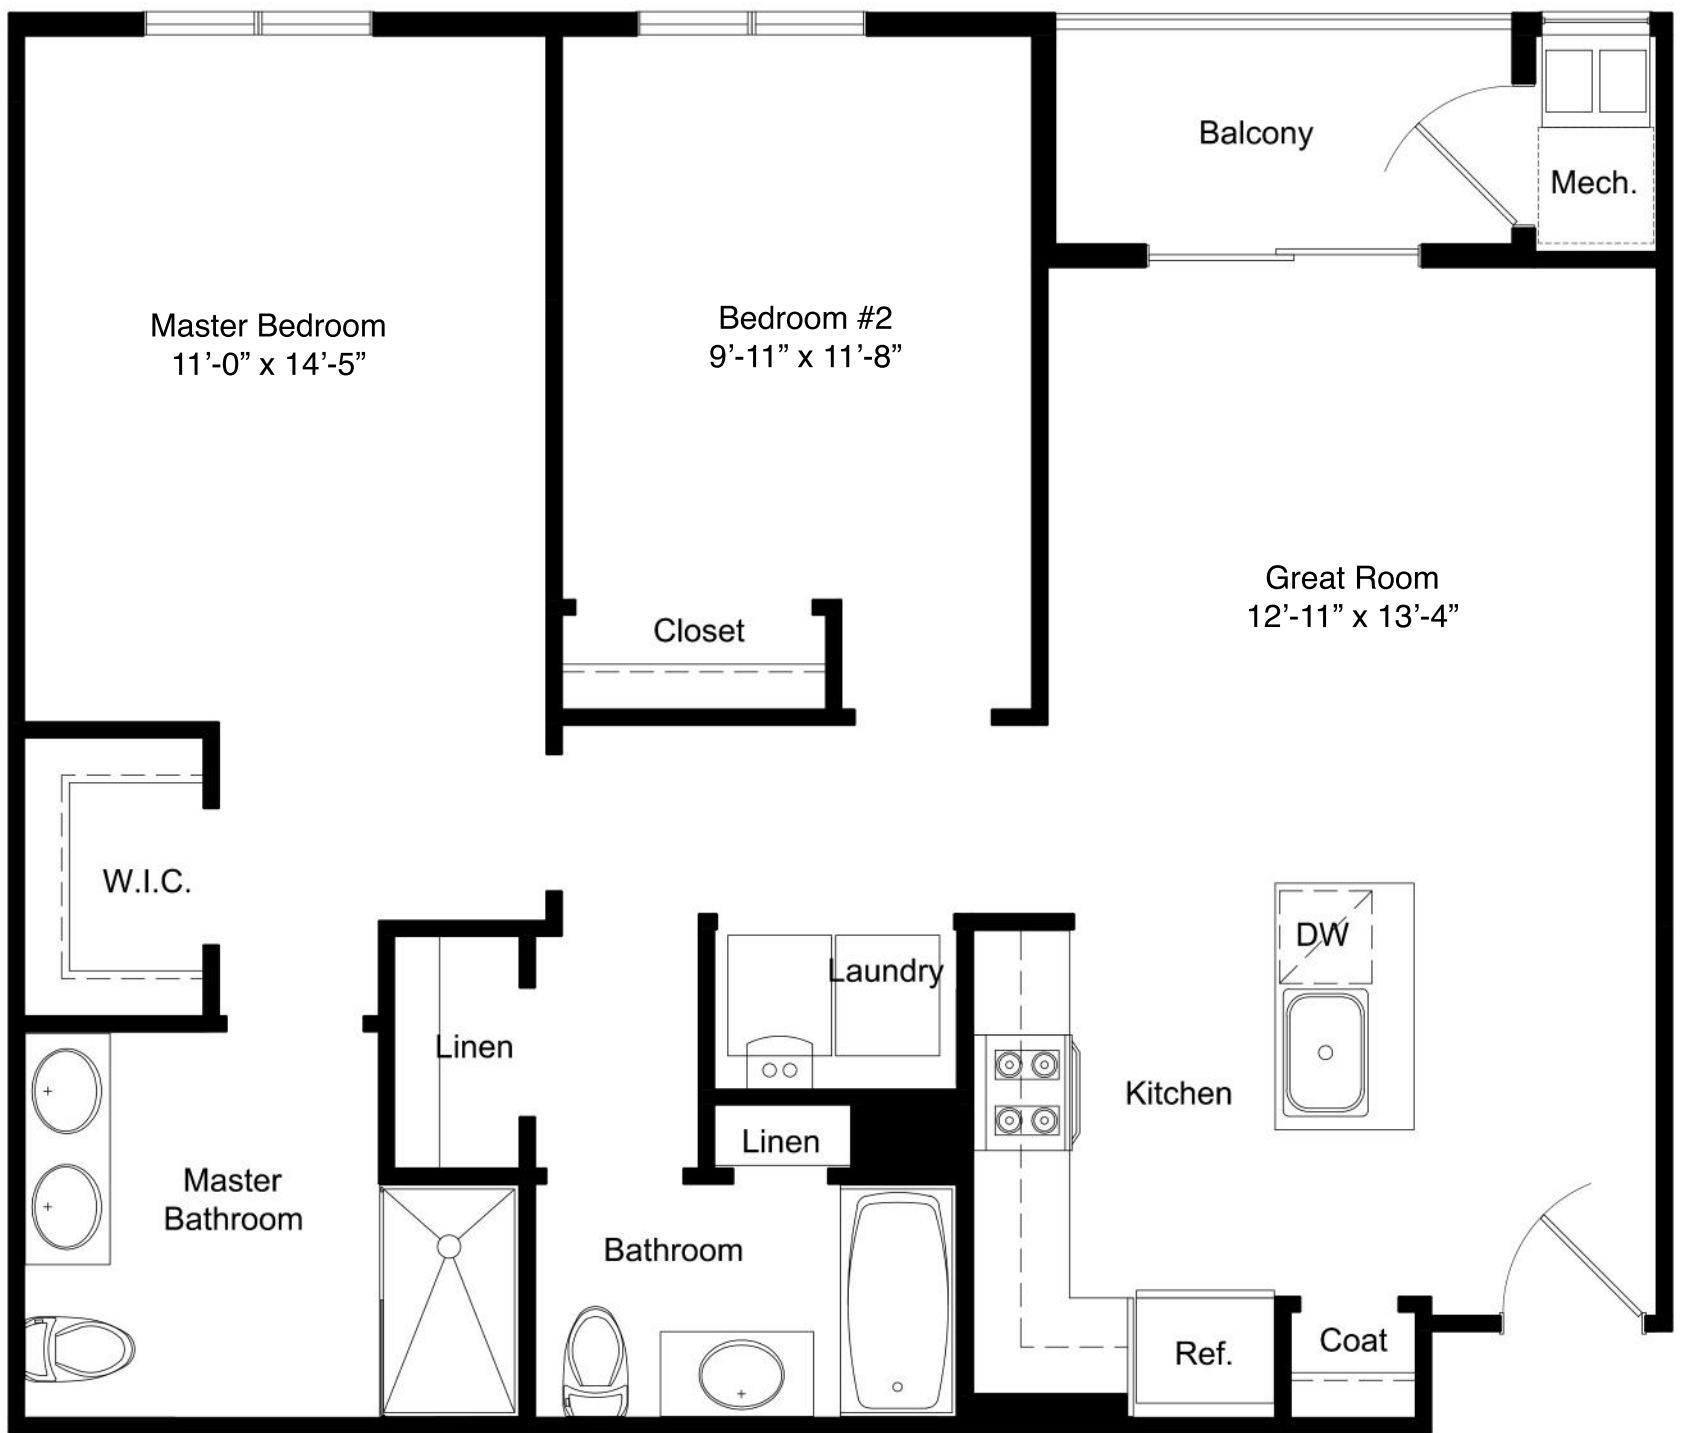 Balcony
Mech.
Master Bedroom
11’-0” x 14’-5”
Bedroom #2
9’-11” x 11’-8”
Great Room
12’-11” x 13’-4”
Closet
W.I.C.
DW
Laundry
Linen
Kitchen
Linen
Master
Bathroom
Bathroom
Ref.
Coat